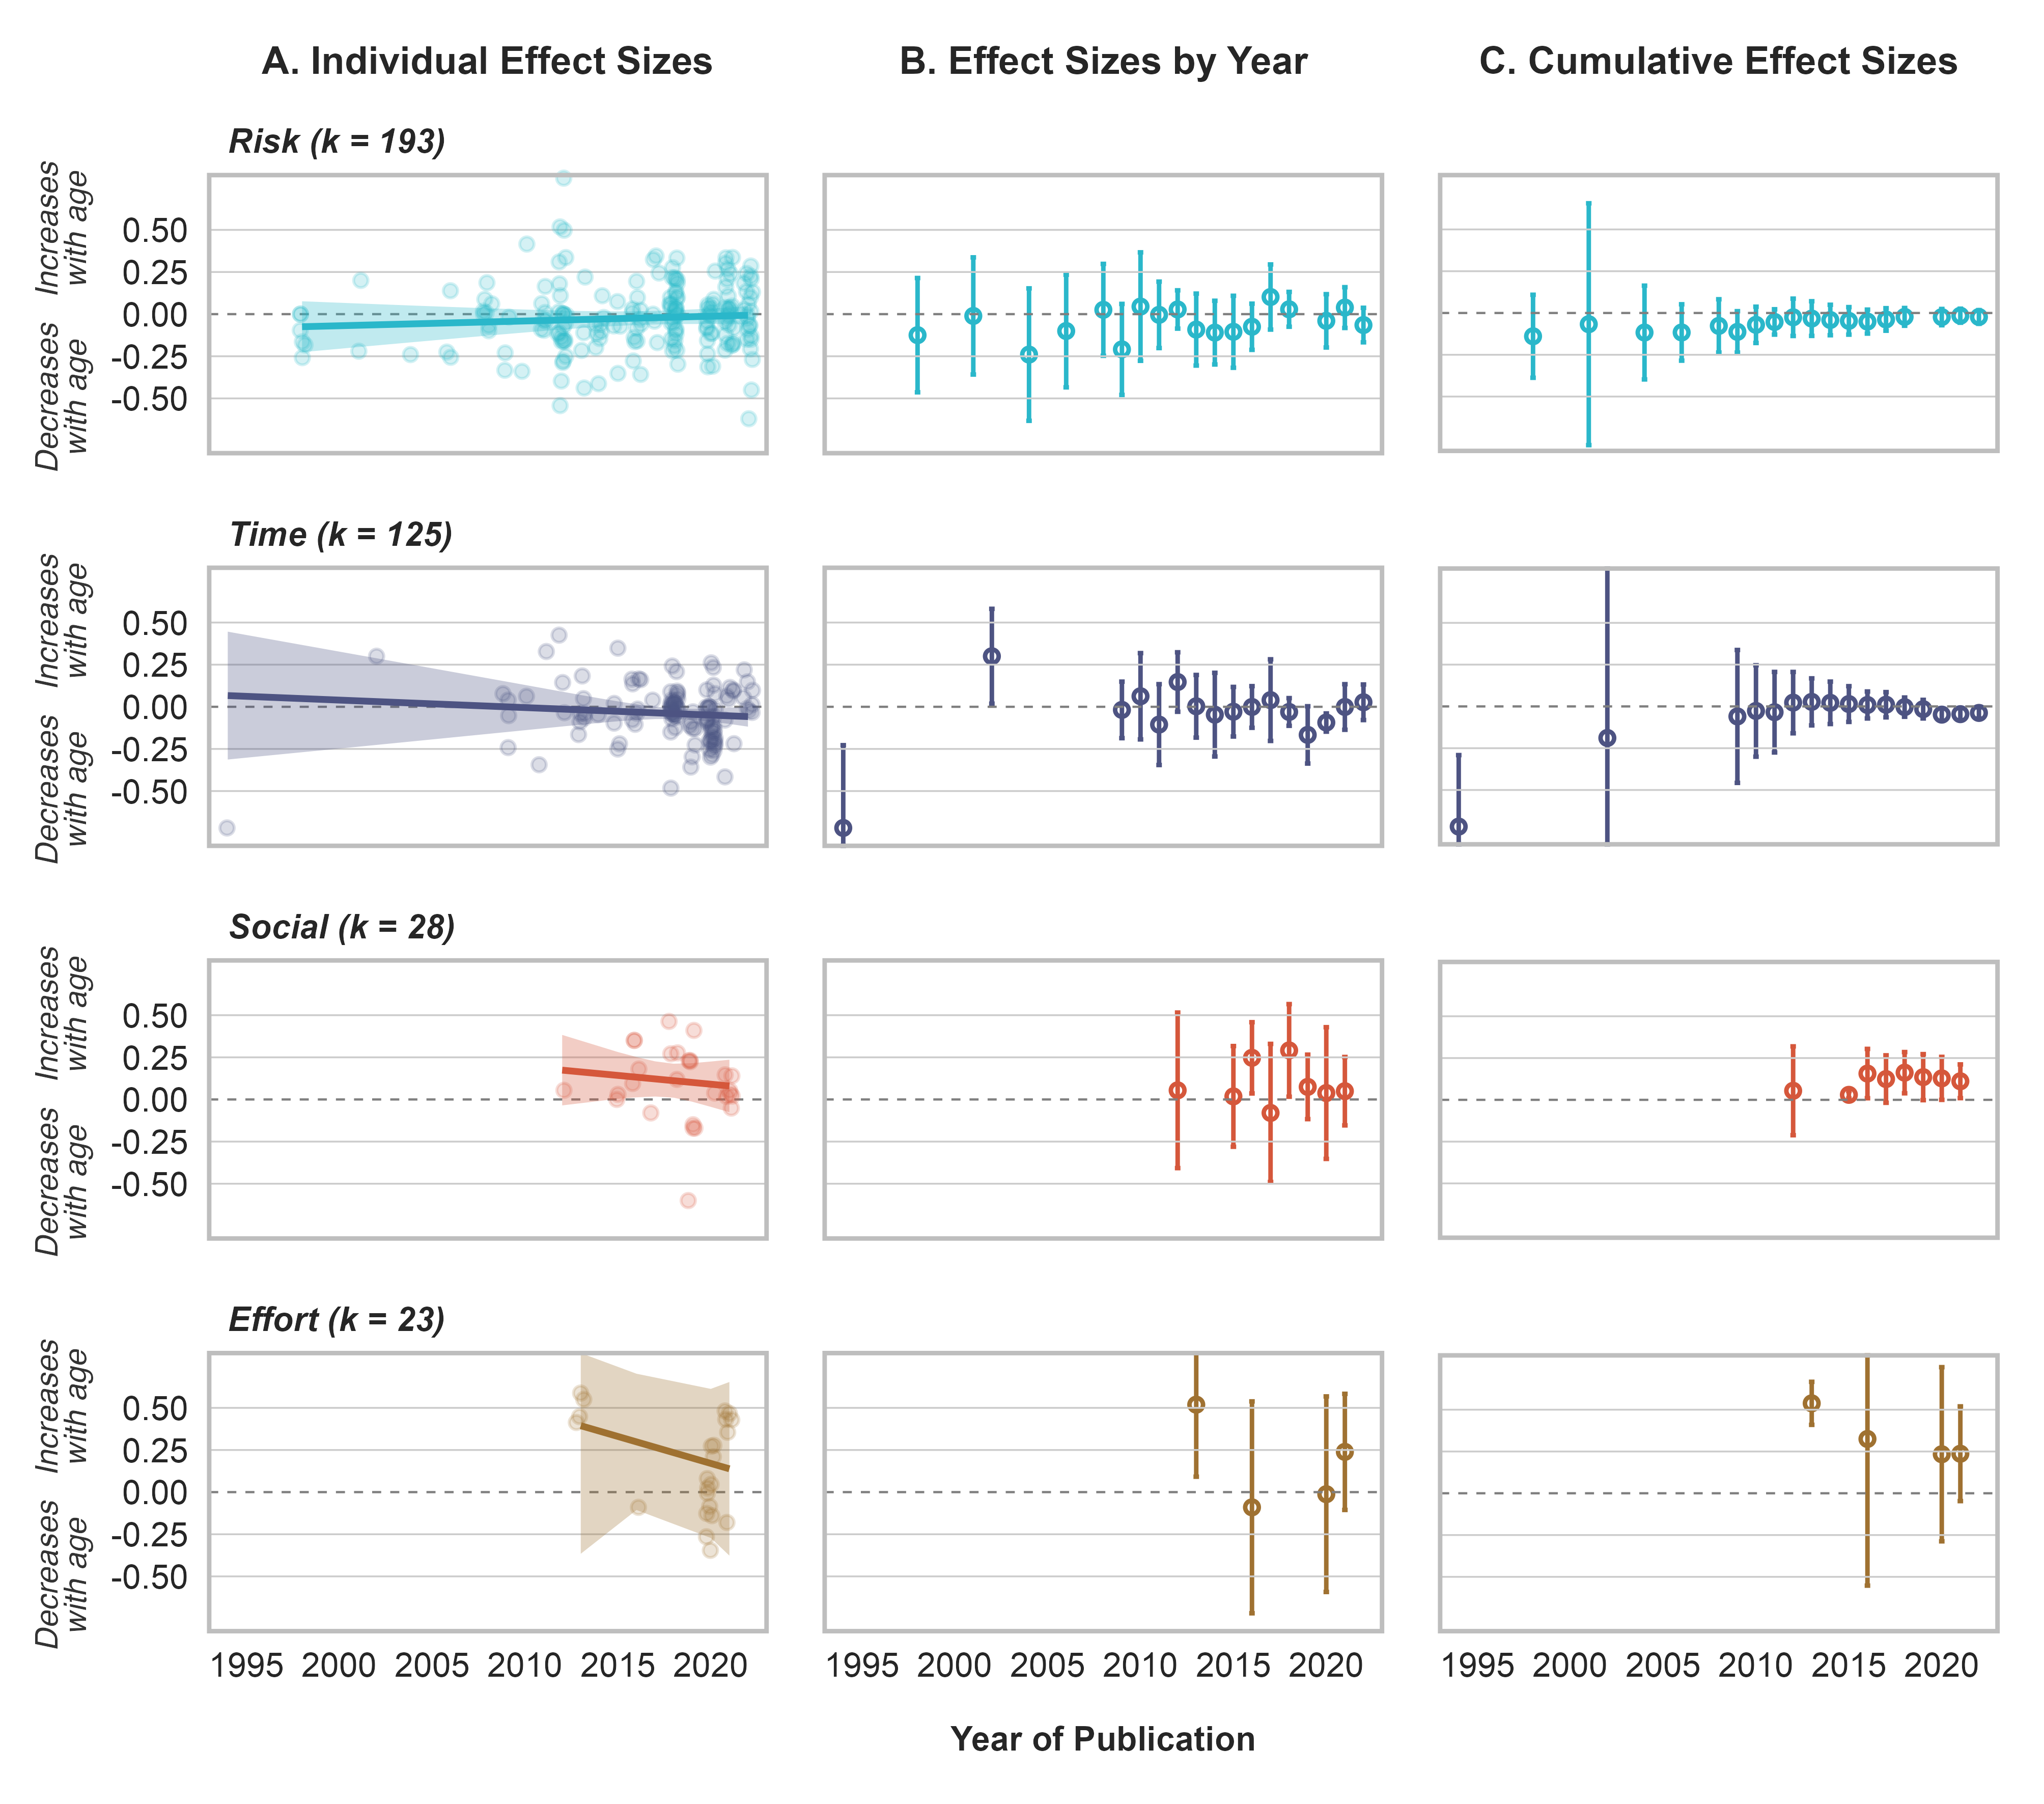 A. Individual Effect Sizes
B. Effect Sizes by Year
C. Cumulative Effect Sizes
Risk (k = 193)
Increases
with age
Decreases
with age
0.50
0.25
0.00
-0.25
-0.50
Time (k = 125)
Increases
with age
Decreases
with age
0.50
0.25
0.00
-0.25
-0.50
Social (k = 28)
Increases
with age
Decreases
with age
0.50
0.25
0.00
-0.25
-0.50
Effort (k = 23)
Increases
with age
Decreases
with age
0.50
0.25
0.00
-0.25
-0.50
1995 2000 2005 2010 2015 2020
1995 2000 2005 2010 2015 2020
1995 2000 2005 2010 2015 2020
Year of Publication